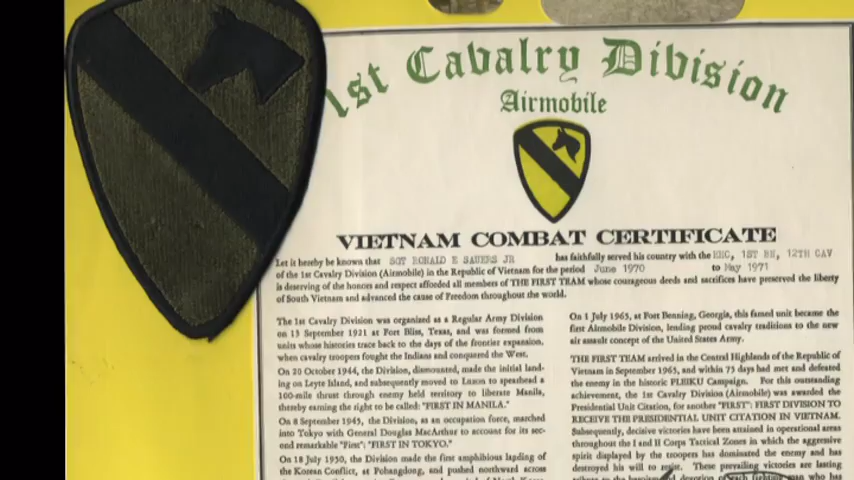 1st Cavalry Division
Airmobile
VIETNAM COMBAT CERTIFICATE
Let it hereby be known that SGT RONALD E SAUERS JR has faithfully served his country with the HHC, 1ST BN, 12TH CAV
of the 1st Cavalry Division (Airmobile) in the Republic of Vietnam for the period June 1970 to May 1971
is deserving of the honors and respect afforded all members of THE FIRST TEAM whose courageous deeds and sacrifices have preserved the liberty
of South Vietnam and advanced the cause of Freedom throughout the world.
The 1st Cavalry Division was organized as a Regular Army Division
on 13 September 1921 at Fort Bliss, Texas, and was formed from
units whose histories trace back to the days of the frontier expansion,
when cavalry troopers fought the Indians and conquered the West.
On 20 October 1944, the Division, dismounted, made the initial land-
ing on Leyte Island, and subsequently moved to Luzon to spearhead a
100-mile thrust through enemy held territory to liberate Manila,
thereby earning the right to be called: "FIRST IN MANILA."
On 8 September 1945, the Division, as an occupation force, marched
into Tokyo with General Douglas MacArthur to account for its sec-
ond remarkable "First": "FIRST IN TOKYO."
On 18 July 1950, the Division made the first amphibious landing of
the Korean Conflict, at Pohangdong, and pushed northward across
On 1 July 1965, at Fort Benning, Georgia, this famed unit became the
first Airmobile Division, lending proud cavalry traditions to the new
air assault concept of the United States Army.
THE FIRST TEAM arrived in the Central Highlands of the Republic of
Vietnam in September 1965, and within 75 days had met and defeated
the enemy in the historic PLEIKU Campaign. For this outstanding
achievement, the 1st Cavalry Division (Airmobile) was awarded the
Presidential Unit Citation, for another "FIRST": FIRST DIVISION TO
RECEIVE THE PRESIDENTIAL UNIT CITATION IN VIETNAM.
Subsequently, decisive victories have been attained in operational areas
throughout the I and II Corps Tactical Zones in which the aggressive
spirit displayed by the troopers has dominated the enemy and has
destroyed his will to resist. These prevailing victories are lasting
tribute to the heroism and devotion of each fighting man who has